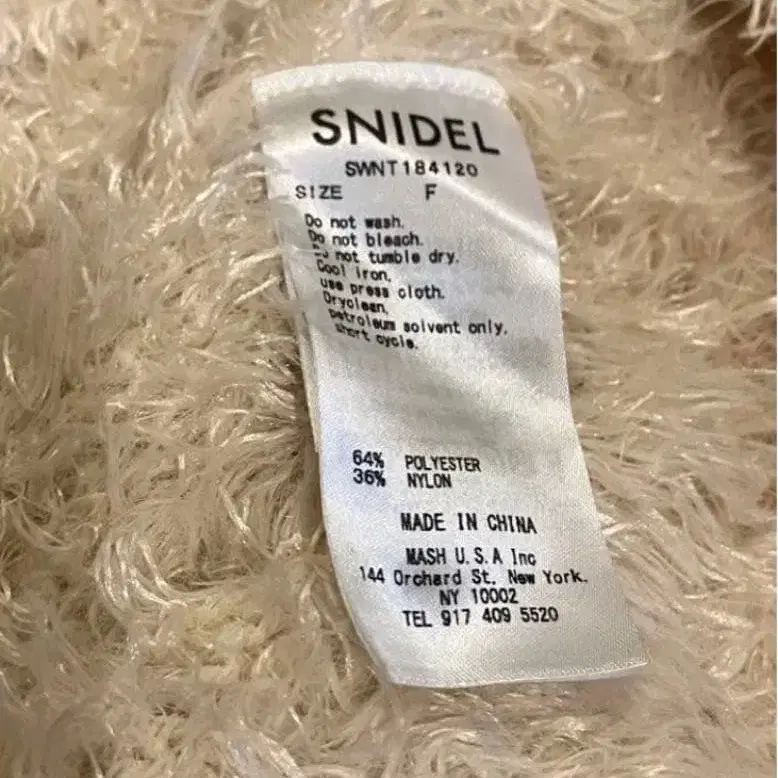 SNIDEL
SWNT184120
SIZE F
Do not wash.
Do not bleach.
Do not tumble dry.
Cool iron,
use press cloth.
Dryclean,
petroleum solvent only,
short cycle.
64% POLYESTER
36% NYLON
MADE IN CHINA
MASH U.S.A Inc
144 Orchard St. New York.
NY 10002
TEL 917 409 5520